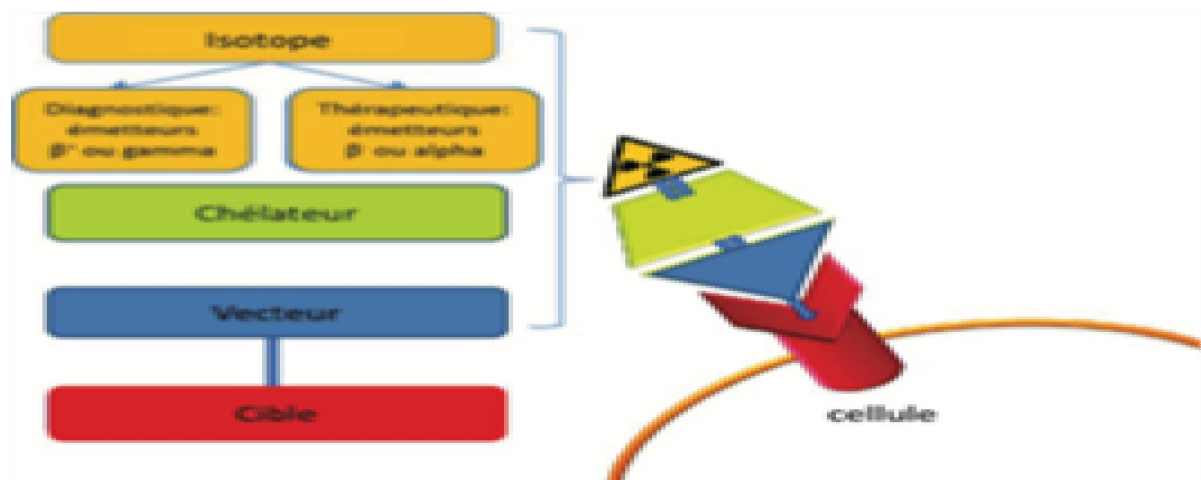 Isotope
Diagnostique:
émetteurs
β⁺ ou gamma
Thérapeutique:
émetteurs
β⁻ ou alpha
Chélateur
Vecteur
Cible
cellule